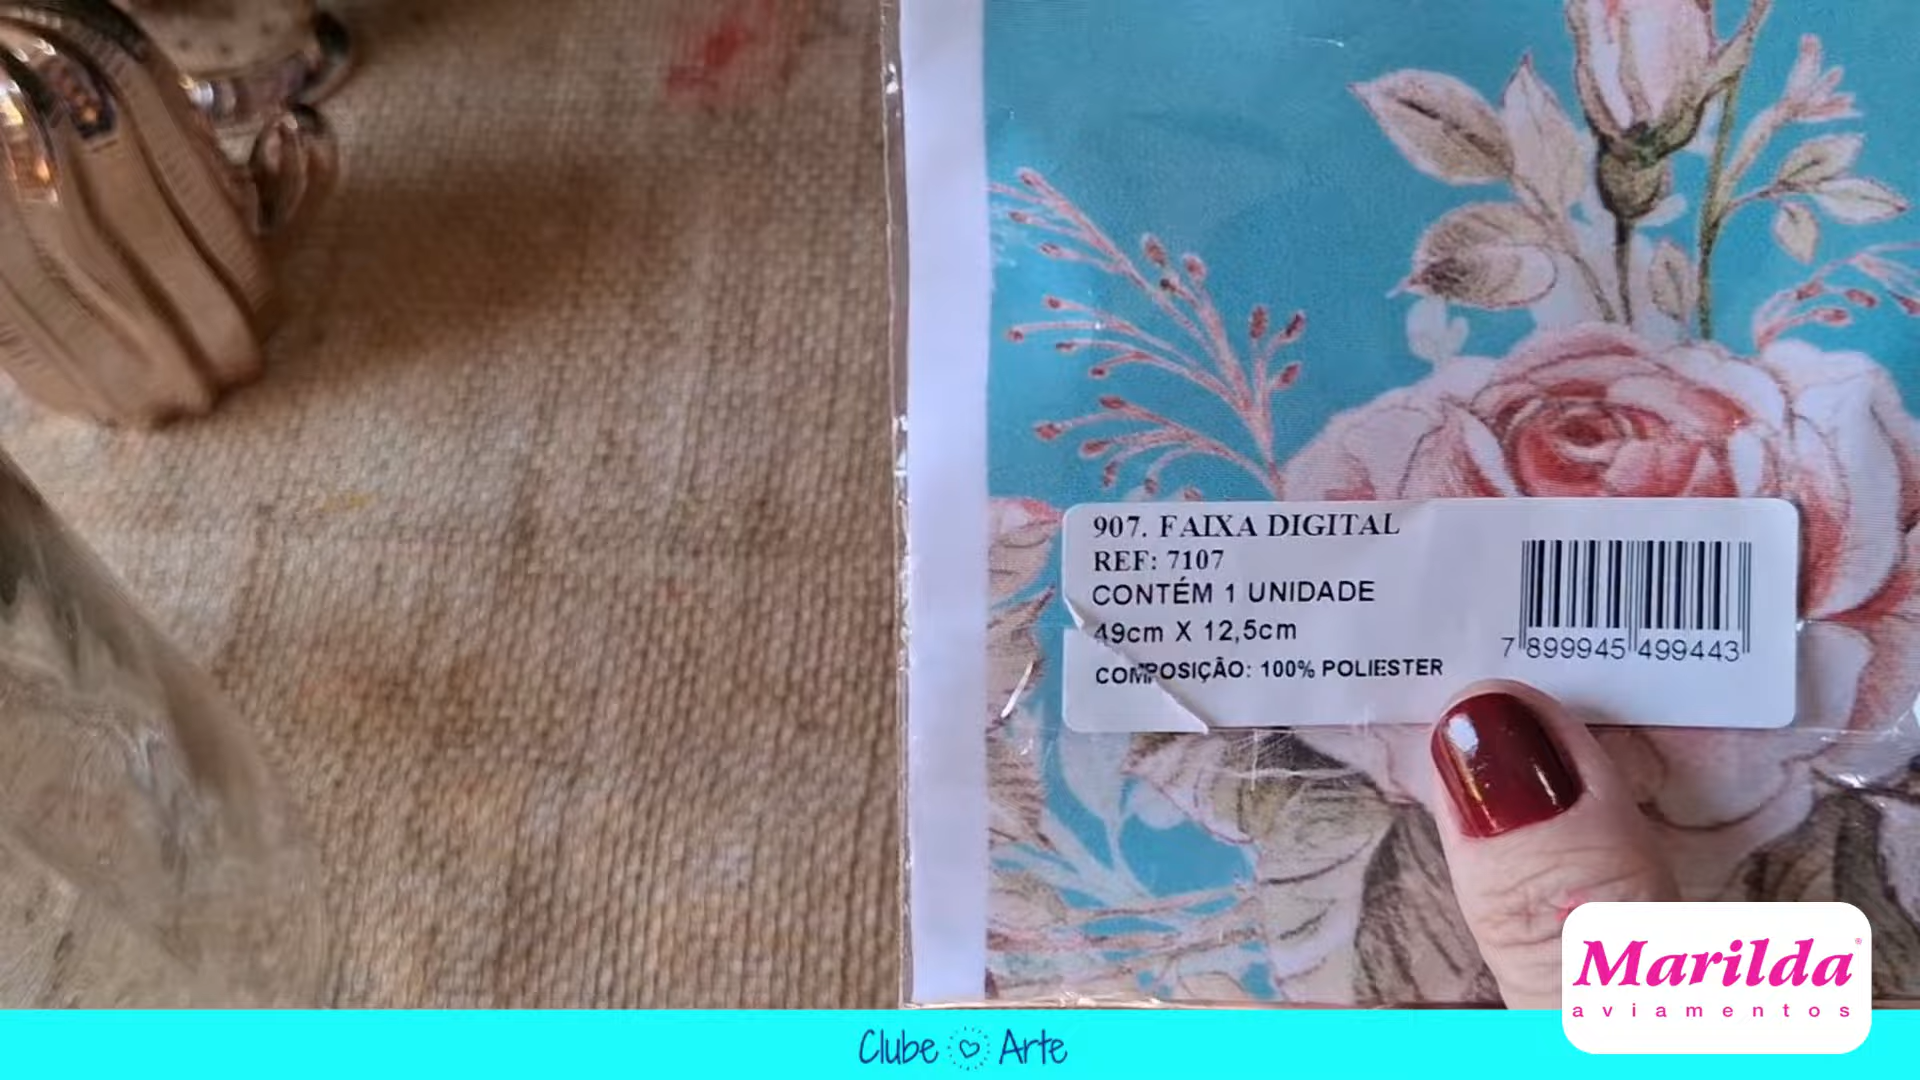 907. FAIXA DIGITAL
REF: 7107
CONTÉM 1 UNIDADE
49cm X 12,5cm
COMPOSIÇÃO: 100% POLIESTER
7 899945 499443
Marilda®
aviamentos
Clube Arte